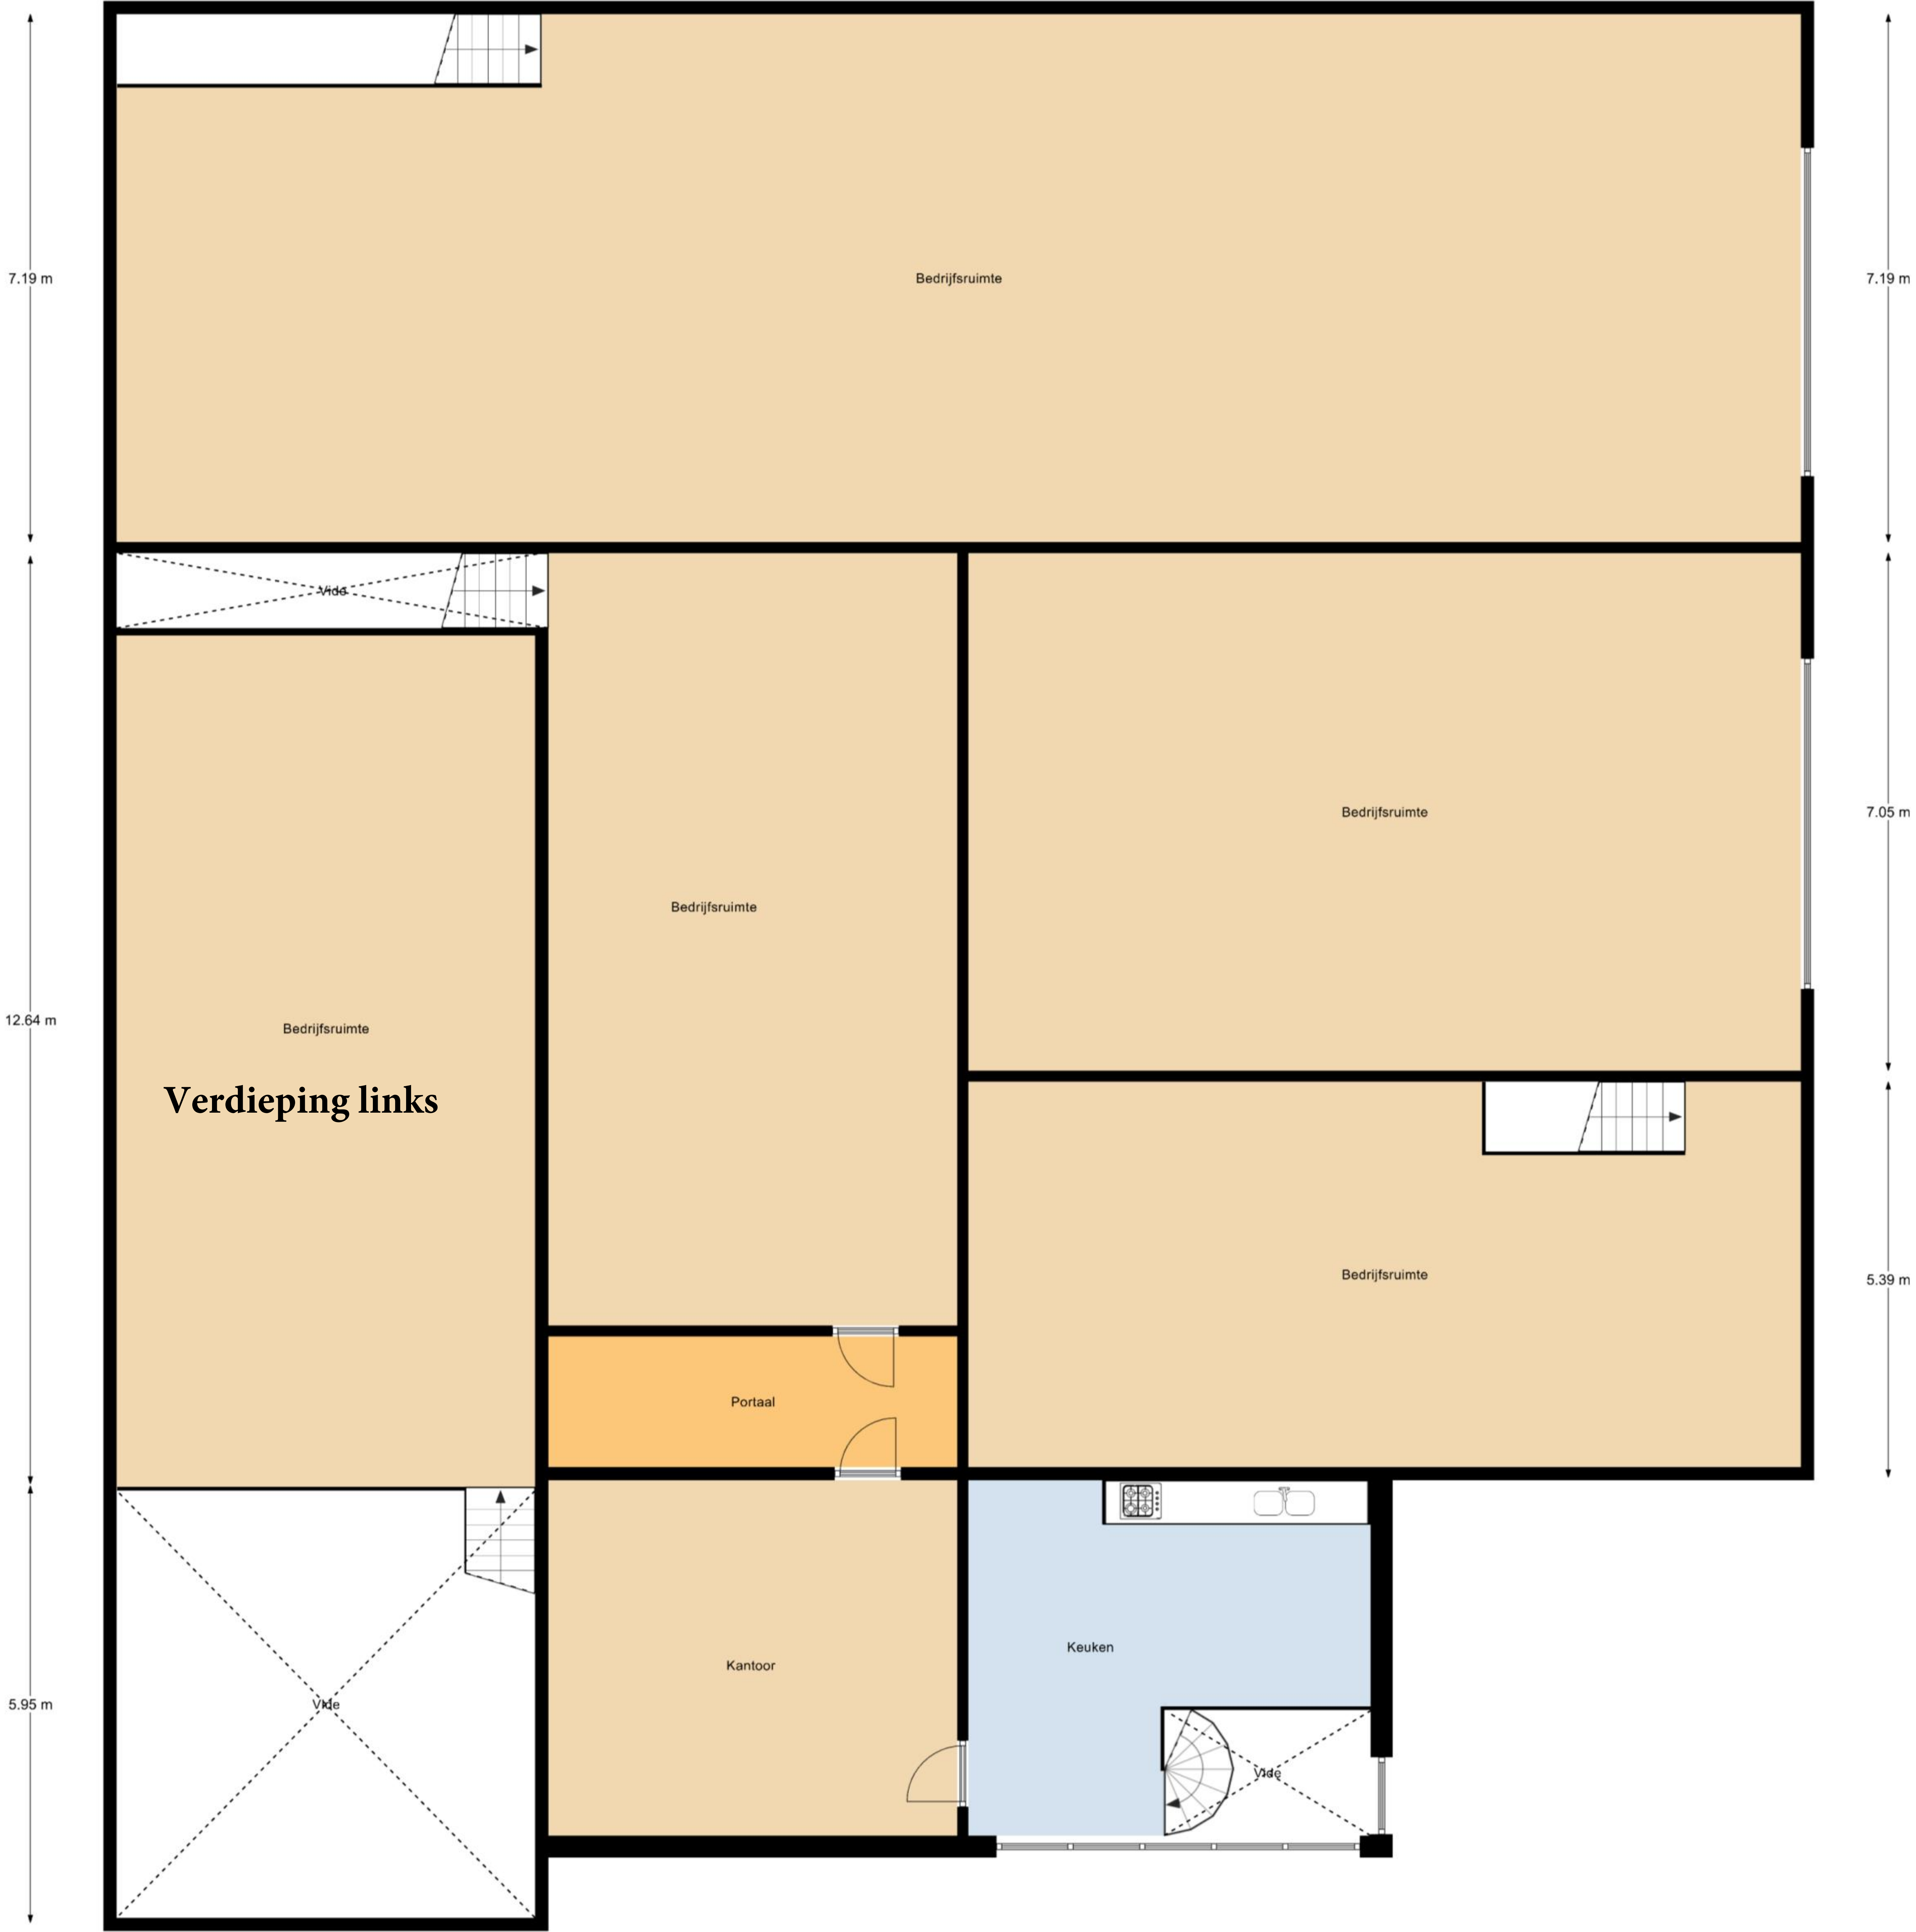 7.19 m
Bedrijfsruimte
7.19 m
Vide
Bedrijfsruimte
7.05 m
Bedrijfsruimte
12.64 m
Bedrijfsruimte
Verdieping links
Bedrijfsruimte
5.39 m
Portaal
Keuken
Kantoor
5.95 m
Vide
Vide